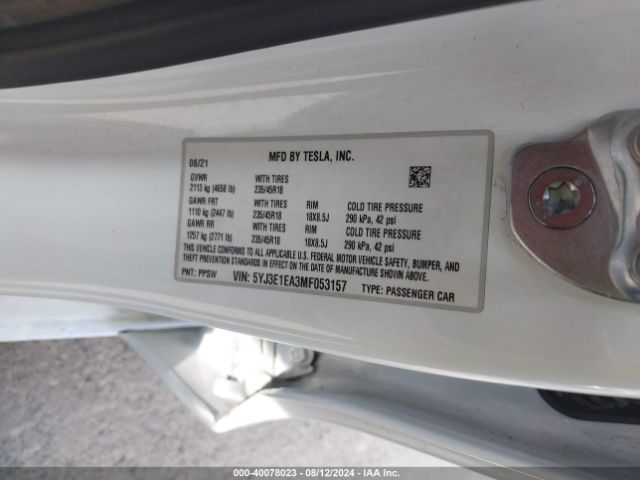 MFD BY TESLA, INC.
08/21
GVWR WITH TIRES
2113 kg (4658 lb) 235/45R18
GAWR FRT WITH TIRES RIM COLD TIRE PRESSURE
1110 kg (2447 lb) 235/45R18 18X8.5J 290 kPa, 42 psi
GAWR RR WITH TIRES RIM COLD TIRE PRESSURE
1257 kg (2771 lb) 235/45R18 18X8.5J 290 kPa, 42 psi
THIS VEHICLE CONFORMS TO ALL APPLICABLE U.S. FEDERAL MOTOR VEHICLE SAFETY, BUMPER, AND
THEFT PREVENTION STANDARDS IN EFFECT ON THE DATE OF MANUFACTURE SHOWN ABOVE.
PNT: PPSW VIN: 5YJ3E1EA3MF053157 TYPE: PASSENGER CAR
000-40078023 - 08/12/2024 - IAA Inc.